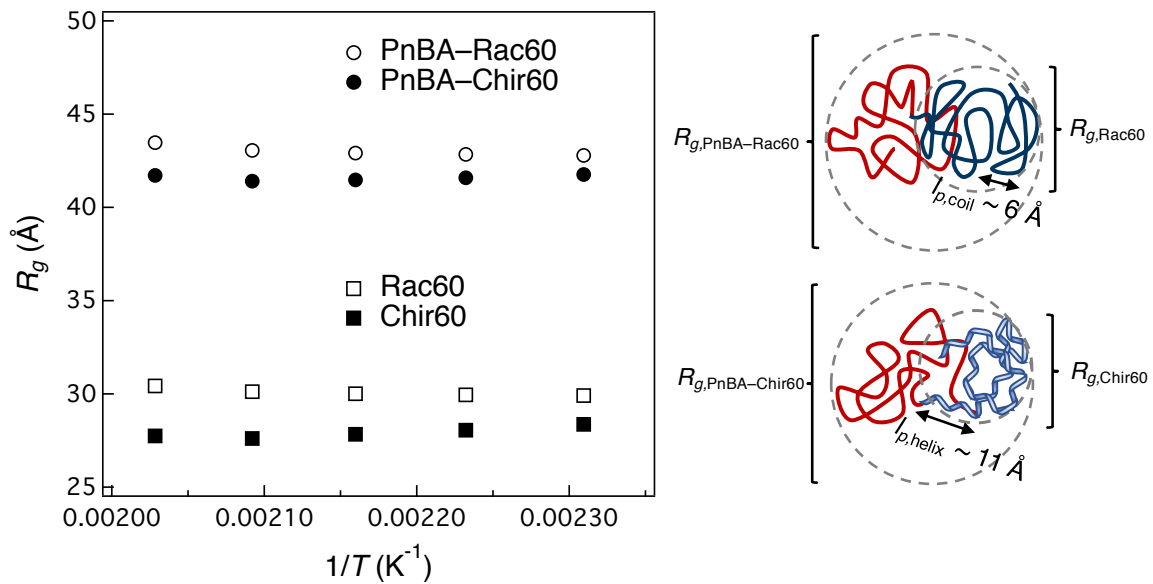 50
45
40
35
30
25
R_g (Å)
PnBA–Rac60
PnBA–Chir60
Rac60
Chir60
0.00200
0.00210
0.00220
0.00230
1/T (K⁻¹)
R_g,PnBA–Rac60
R_g,Rac60
l_p,coil ~ 6 Å
R_g,PnBA–Chir60
R_g,Chir60
l_p,helix ~ 11 Å